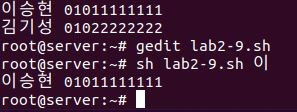 이승현 01011111111
김기성 01022222222
root@server:~# gedit lab2-9.sh
root@server:~# sh lab2-9.sh 이
이승현 01011111111
root@server:~#